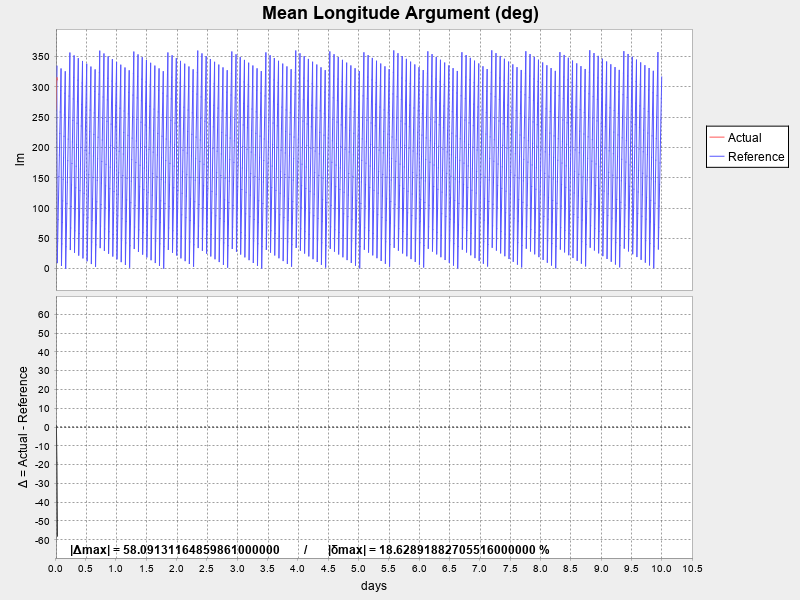 Mean Longitude Argument (deg)
350
300
250
200
150
100
50
0
lm
60
50
40
30
20
10
0
-10
-20
-30
-40
-50
-60
Δ = Actual - Reference
|Δmax| = 58.09131164859861000000 / |δmax| = 18.62891882705516000000 %
0.0 0.5 1.0 1.5 2.0 2.5 3.0 3.5 4.0 4.5 5.0 5.5 6.0 6.5 7.0 7.5 8.0 8.5 9.0 9.5 10.0 10.5
days
Actual
Reference